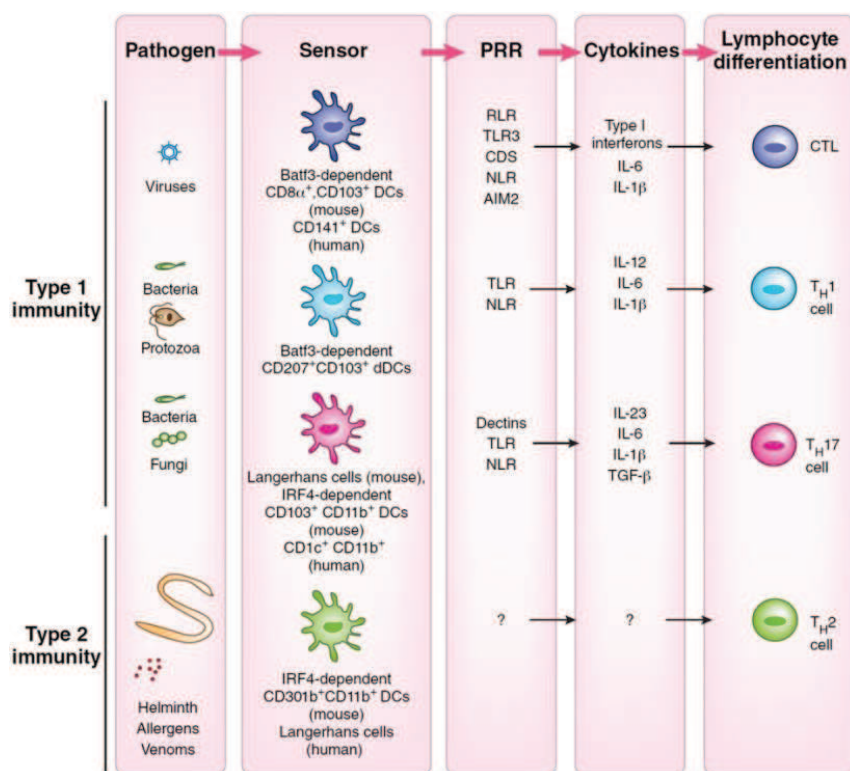 Pathogen
Sensor
PRR
Cytokines
Lymphocyte
differentiation
Type 1
immunity
Viruses
Batf3-dependent
CD8α⁺,CD103⁺ DCs
(mouse)
CD141⁺ DCs
(human)
RLR
TLR3
CDS
NLR
AIM2
Type I
interferons
IL-6
IL-1β
CTL
Bacteria
Protozoa
Batf3-dependent
CD207⁺CD103⁺ dDCs
TLR
NLR
IL-12
IL-6
IL-1β
T_H1
cell
Bacteria
Fungi
Langerhans cells (mouse),
IRF4-dependent
CD103⁺ CD11b⁺ DCs
(mouse)
CD1c⁺ CD11b⁺
(human)
Dectins
TLR
NLR
IL-23
IL-6
IL-1β
TGF-β
T_H17
cell
Type 2
immunity
Helminth
Allergens
Venoms
IRF4-dependent
CD301b⁺CD11b⁺ DCs
(mouse)
Langerhans cells
(human)
?
?
T_H2
cell